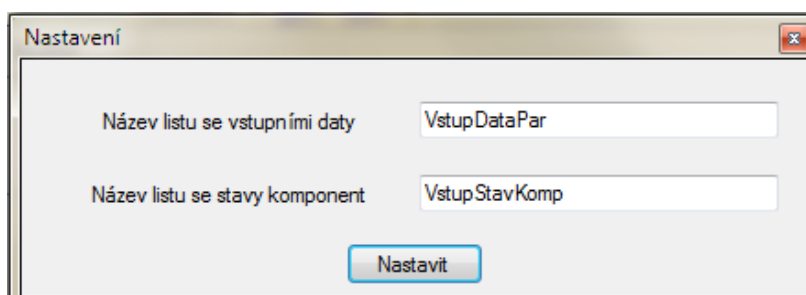 Nastavení
Název listu se vstupními daty VstupDataPar
Název listu se stavy komponent VstupStavKomp
Nastavit